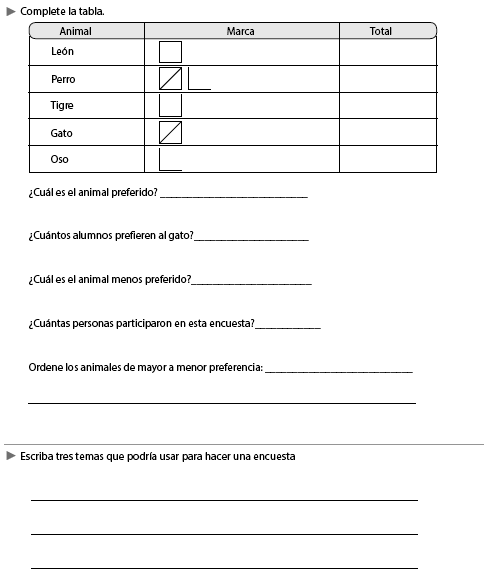 Complete la tabla.
Animal Marca Total
León
Perro
Tigre
Gato
Oso
¿Cuál es el animal preferido?
¿Cuántos alumnos prefieren al gato?
¿Cuál es el animal menos preferido?
¿Cuántas personas participaron en esta encuesta?
Ordene los animales de mayor a menor preferencia:
Escriba tres temas que podría usar para hacer una encuesta